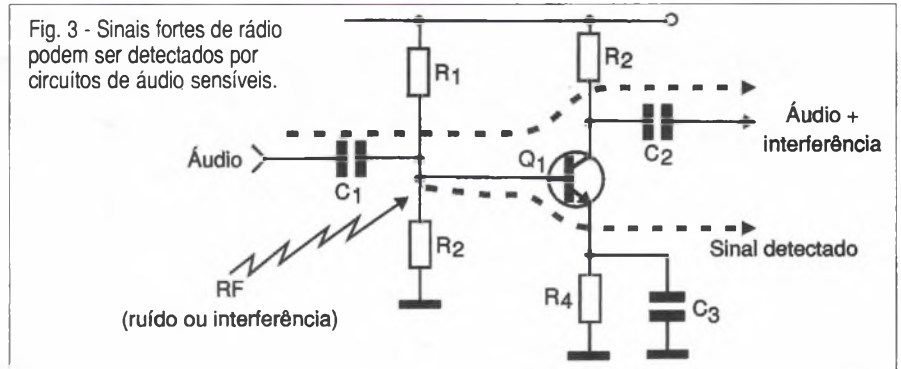 Fig. 3 - Sinais fortes de rádio
podem ser detectados por
circuítos de áudio sensíveis.
R1
R2
Áudio
C1
Q1
C2
Áudio +
interferência
R2
RF
(ruído ou interferência)
Sinal detectado
R4
C3